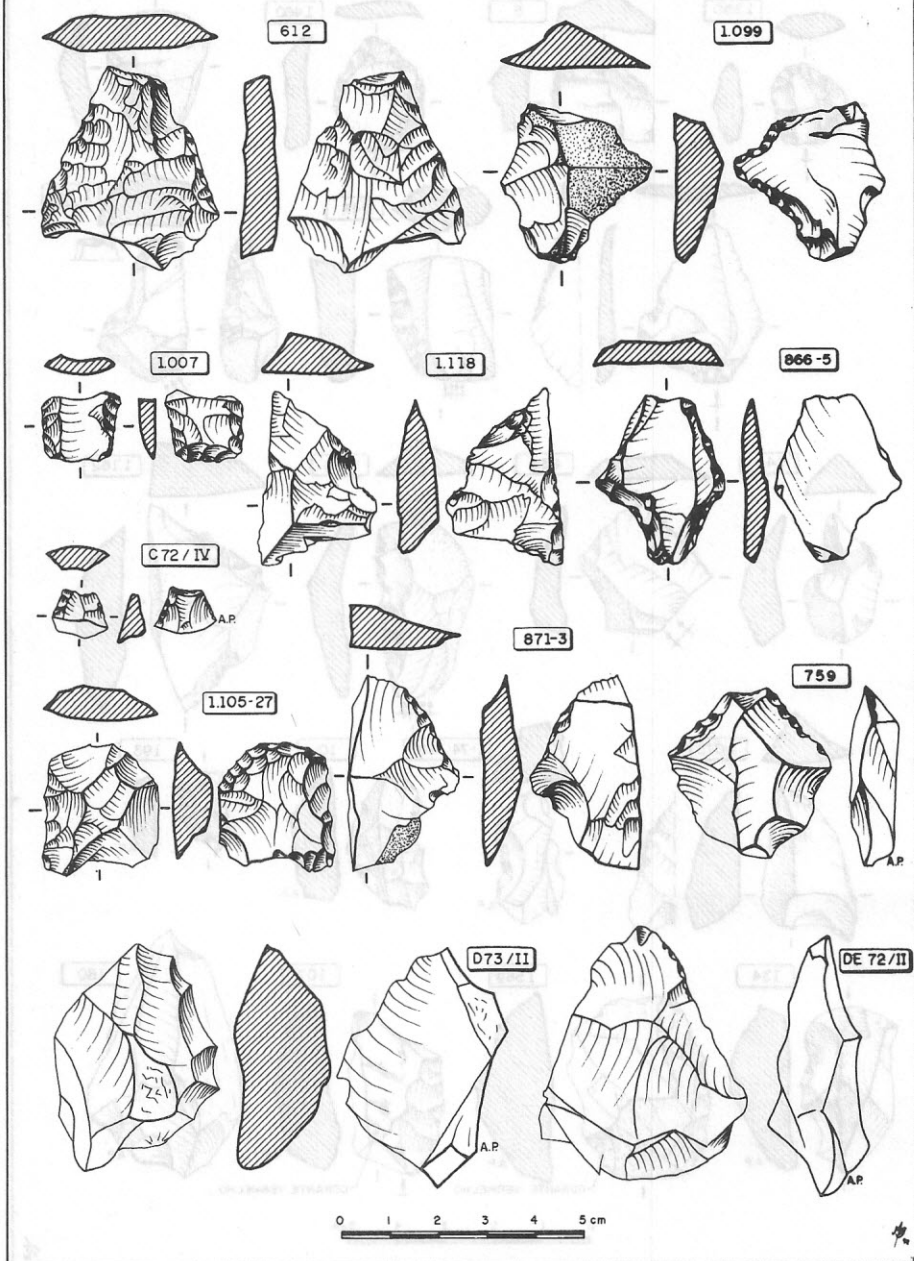 612
1.099
1.007
1.118
866-5
C 72 / IV
A.P.
871-3
759
1.105-27
A.P.
D73/II
DE 72/II
A.P.
A.P.
0 1 2 3 4 5 cm